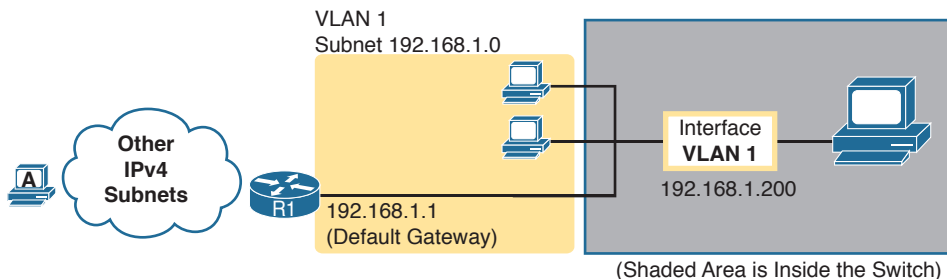 VLAN 1
Subnet 192.168.1.0
A
Other
IPv4
Subnets
R1
192.168.1.1
(Default Gateway)
Interface
VLAN 1
192.168.1.200
(Shaded Area is Inside the Switch)